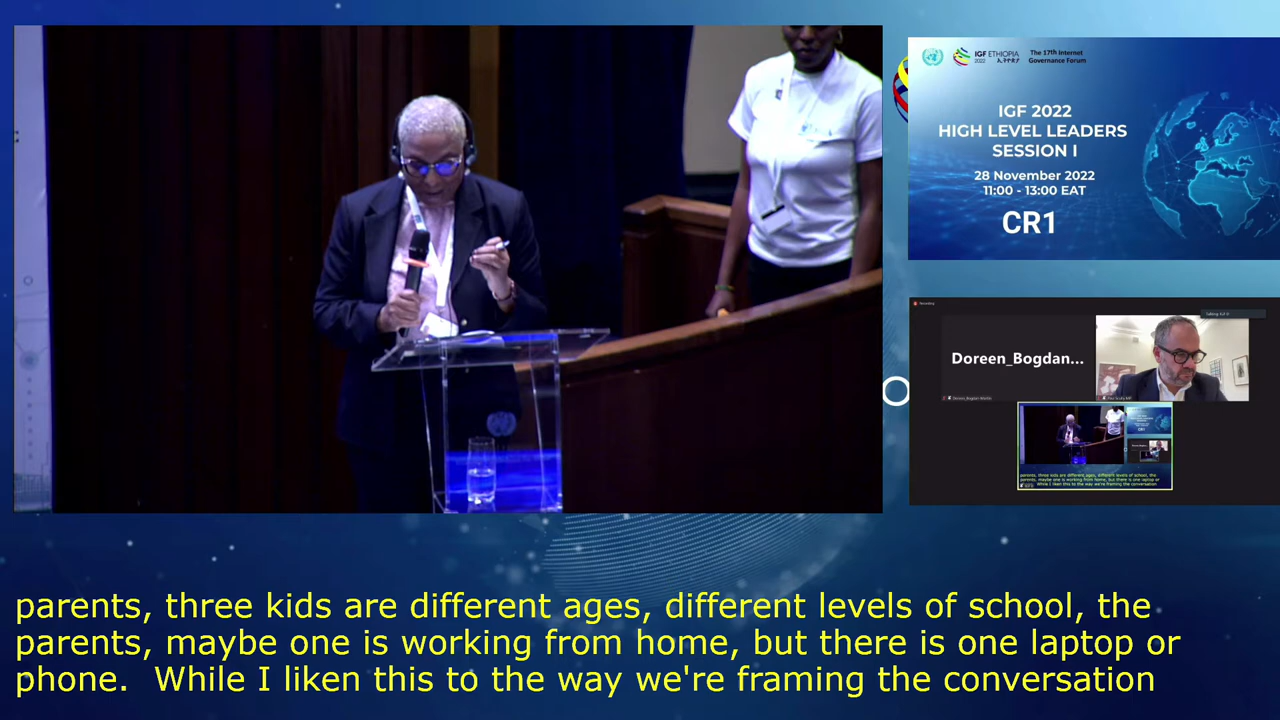 IGF ETHIOPIA
2022 ኢትዮጵያ
The 17th Internet
Governance Forum
IGF 2022
HIGH LEVEL LEADERS
SESSION I
28 November 2022
11:00 - 13:00 EAT
CR1
Recording
Doreen_Bogdan...
parents, three kids are different ages, different levels of school, the
parents, maybe one is working from home, but there is one laptop or
phone.  While I liken this to the way we're framing the conversation